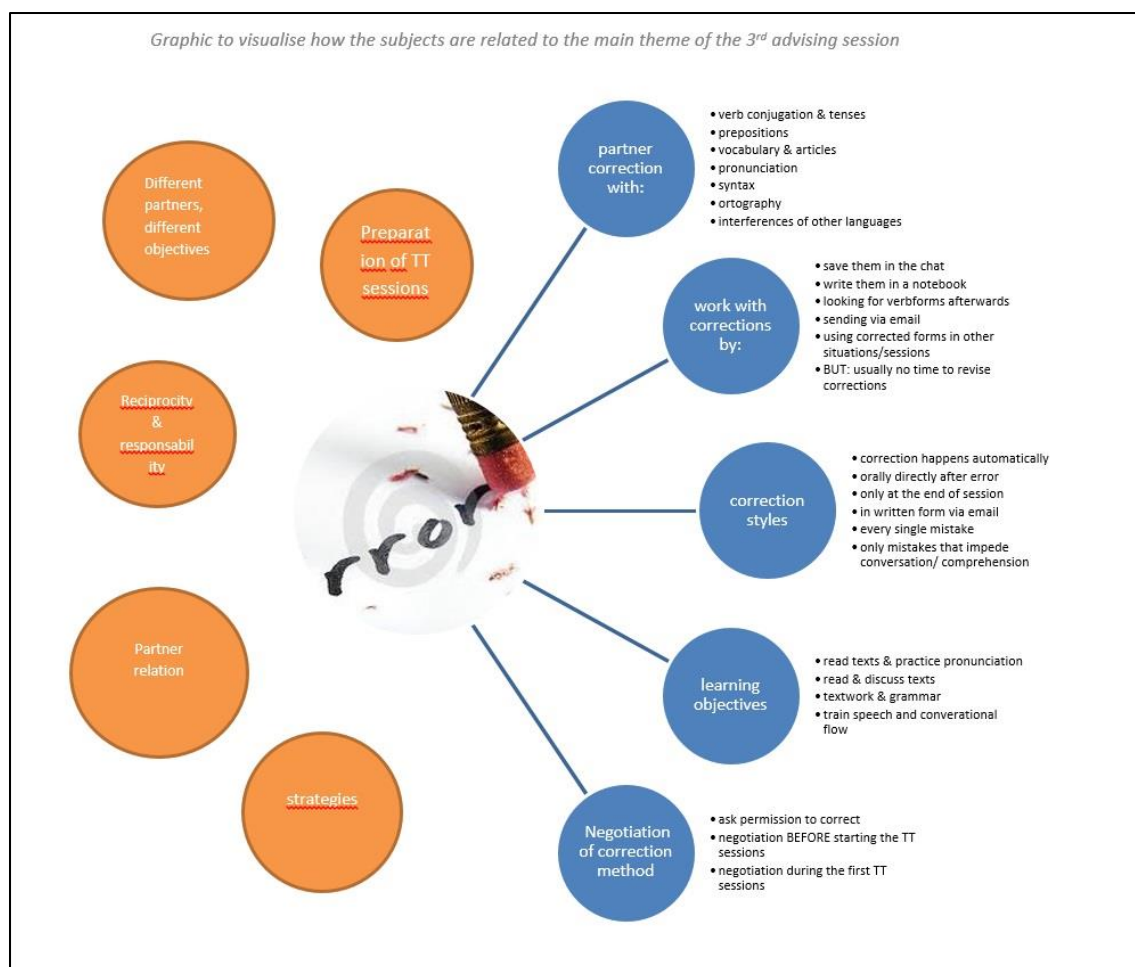 Graphic to visualise how the subjects are related to the main theme of the 3rd advising session
Different
partners,
different
objectives
Preparat
ion of TT
sessions
Reciprocity
&
responsabil
ity
Partner
relation
strategies
rror
partner
correction
with:
• verb conjugation & tenses
• prepositions
• vocabulary & articles
• pronunciation
• syntax
• ortography
• interferences of other languages
work with
corrections
by:
• save them in the chat
• write them in a notebook
• looking for verbforms afterwards
• sending via email
• using corrected forms in other
situations/sessions
• BUT: usually no time to revise
corrections
correction
styles
• correction happens automatically
• orally directly after error
• only at the end of session
• in written form via email
• every single mistake
• only mistakes that impede
conversation/ comprehension
learning
objectives
• read texts & practice pronunciation
• read & discuss texts
• textwork & grammar
• train speech and converational
flow
Negotiation
of correction
method
• ask permission to correct
• negotiation BEFORE starting the TT
sessions
• negotiation during the first TT
sessions